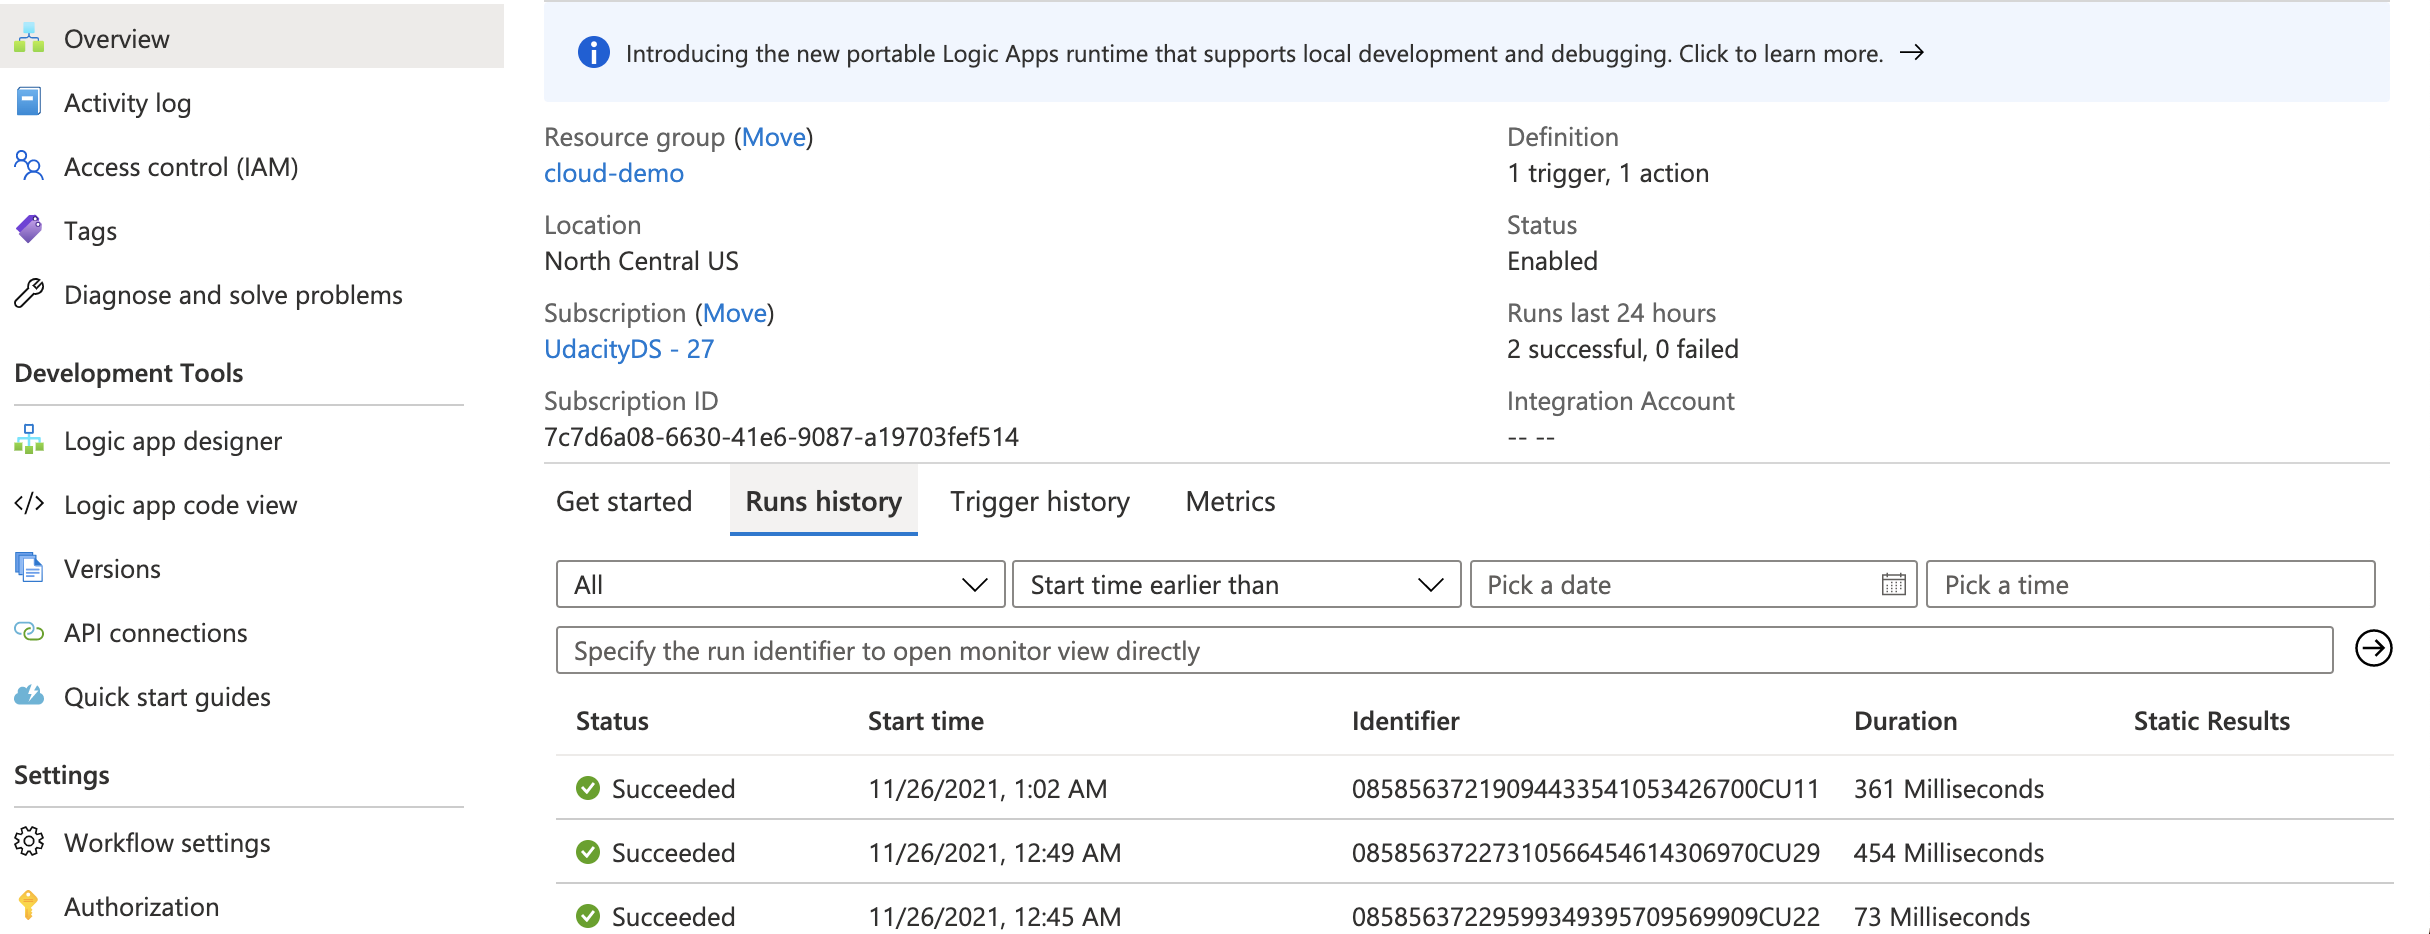 Overview
Activity log
Access control (IAM)
Tags
Diagnose and solve problems
Development Tools
Logic app designer
Logic app code view
Versions
API connections
Quick start guides
Settings
Workflow settings
Authorization
Introducing the new portable Logic Apps runtime that supports local development and debugging. Click to learn more. →
Resource group (Move)
cloud-demo
Location
North Central US
Subscription (Move)
UdacityDS - 27
Subscription ID
7c7d6a08-6630-41e6-9087-a19703fef514
Definition
1 trigger, 1 action
Status
Enabled
Runs last 24 hours
2 successful, 0 failed
Integration Account
-- --
Get started Runs history Trigger history Metrics
All Start time earlier than Pick a date Pick a time
Specify the run identifier to open monitor view directly
Status Start time Identifier Duration Static Results
Succeeded 11/26/2021, 1:02 AM 08585637219094433541053426700CU11 361 Milliseconds
Succeeded 11/26/2021, 12:49 AM 08585637227310566454614306970CU29 454 Milliseconds
Succeeded 11/26/2021, 12:45 AM 08585637229599349395709569909CU22 73 Milliseconds